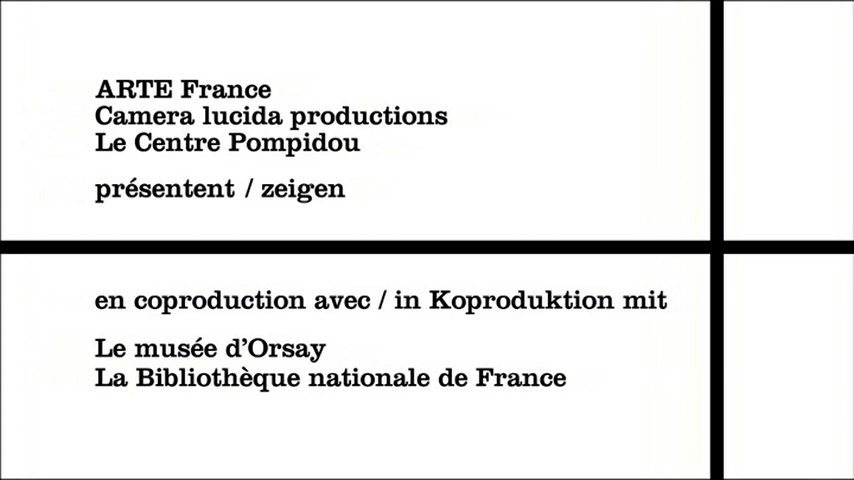 ARTE France
Camera lucida productions
Le Centre Pompidou
présentent / zeigen
en coproduction avec / in Koproduktion mit
Le musée d'Orsay
La Bibliothèque nationale de France